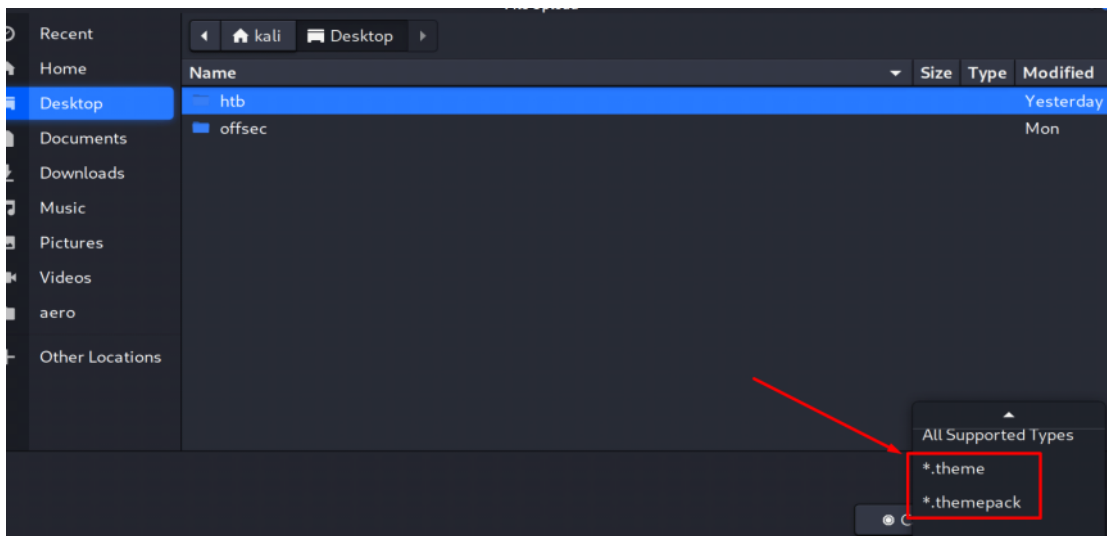 Recent
kali Desktop
Home
Name Size Type Modified
Desktop
htb Yesterday
offsec Mon
Documents
Downloads
Music
Pictures
Videos
aero
Other Locations
All Supported Types
*.theme
*.themepack